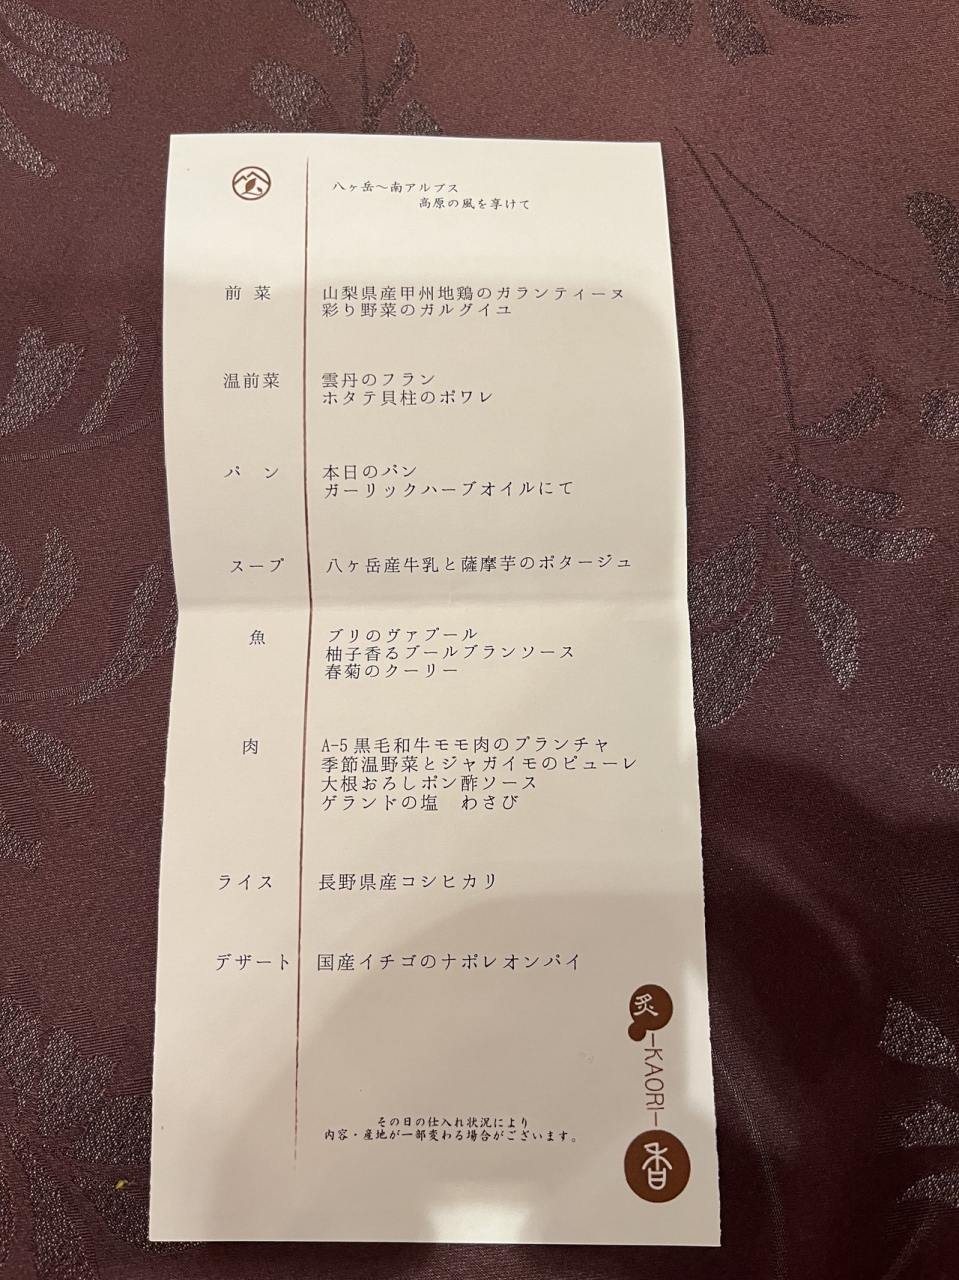 八ヶ岳～南アルプス
高原の風を享けて
前菜 山梨県産甲州地鶏のガランティーヌ
彩り野菜のガルグイユ
温前菜 雲丹のフラン
ホタテ貝柱のポワレ
パン 本日のパン
ガーリックハーブオイルにて
スープ 八ヶ岳産牛乳と薩摩芋のポタージュ
魚 ブリのヴァプール
柚子香るブールブランソース
春菊のクーリー
肉 A-5黒毛和牛モモ肉のプランチャ
季節温野菜とジャガイモのピューレ
大根おろしポン酢ソース
ゲランドの塩 わさび
ライス 長野県産コシヒカリ
デザート 国産イチゴのナポレオンパイ
炙 -KAORI- 香
その日の仕入れ状況により
内容・産地が一部変わる場合がございます。